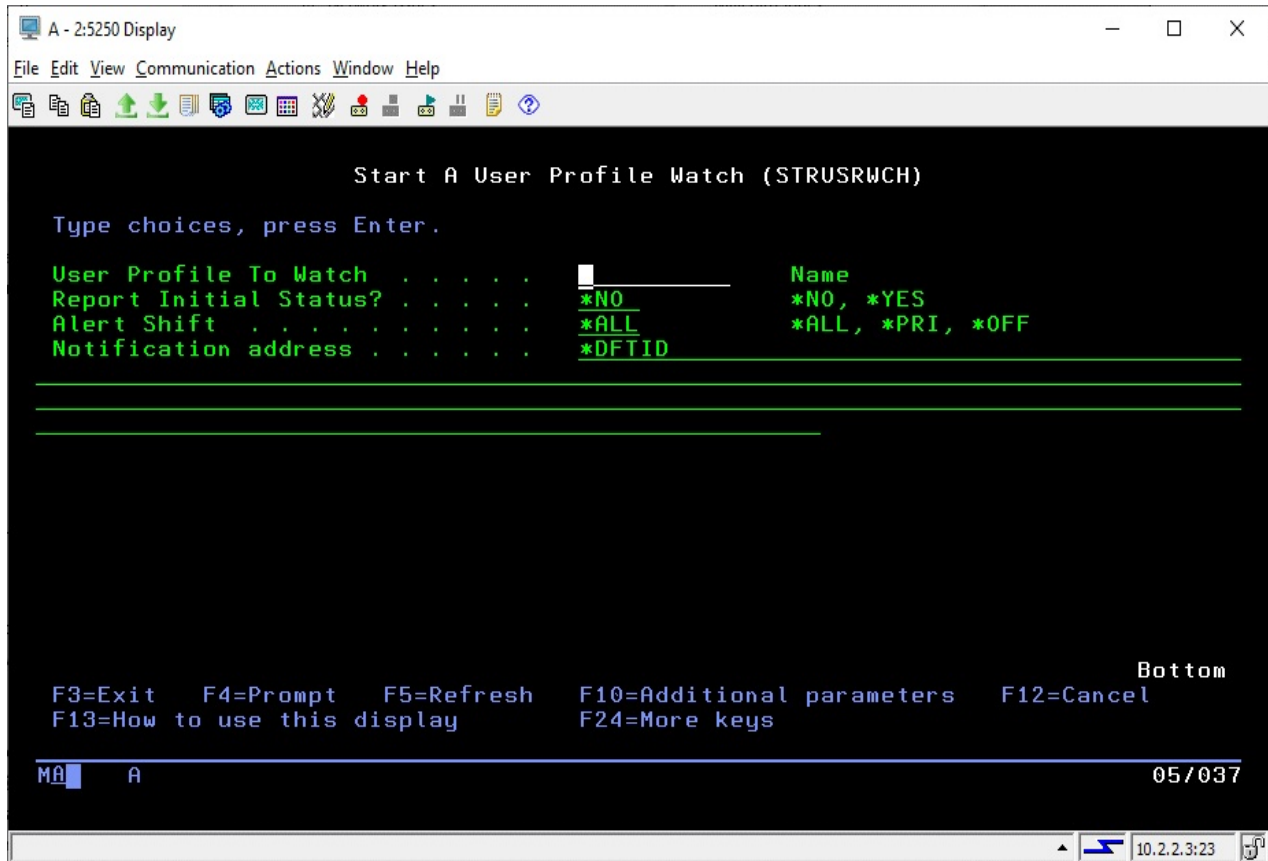 A - 2:5250 Display
File Edit View Communication Actions Window Help
Start A User Profile Watch (STRUSRWCH)
Type choices, press Enter.
User Profile To Watch . . . . . Name
Report Initial Status? . . . . . *NO *NO, *YES
Alert Shift . . . . . . . . . . *ALL *ALL, *PRI, *OFF
Notification address . . . . . . *DFTID
Bottom
F3=Exit F4=Prompt F5=Refresh F10=Additional parameters F12=Cancel
F13=How to use this display F24=More keys
MA A 05/037
10.2.2.3:23